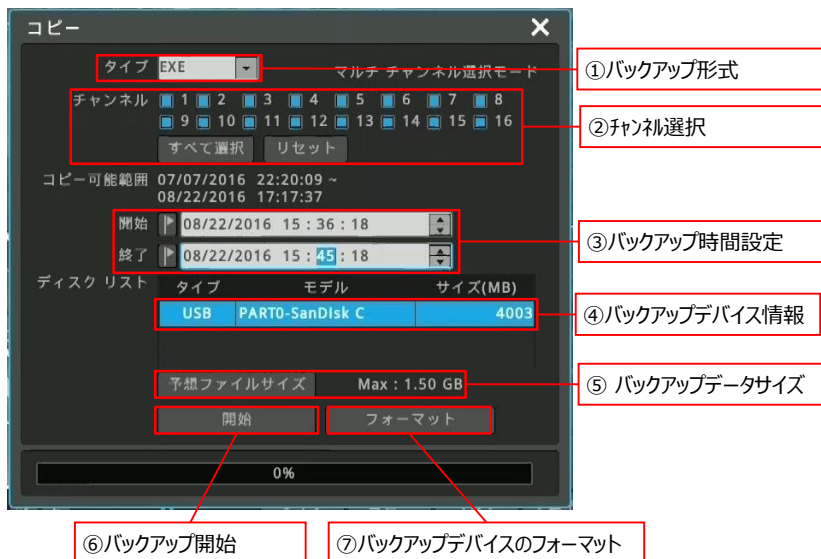 コピー
タイプ EXE マルチ チャンネル選択モード
①バックアップ形式
チャンネル 1 2 3 4 5 6 7 8
9 10 11 12 13 14 15 16
②ﾁｬﾝﾈﾙ選択
すべて選択 リセット
コピー可能範囲 07/07/2016 22:20:09 ~
08/22/2016 17:17:37
開始 08/22/2016 15 : 36 : 18
③バックアップ時間設定
終了 08/22/2016 15 : 45 : 18
ディスク リスト タイプ モデル サイズ(MB)
USB PART0-SanDIsk C 4003
④バックアップデバイス情報
予想ファイルサイズ Max : 1.50 GB
⑤ バックアップデータサイズ
開始 フォーマット
0%
⑥バックアップ開始 ⑦バックアップデバイスのフォーマット